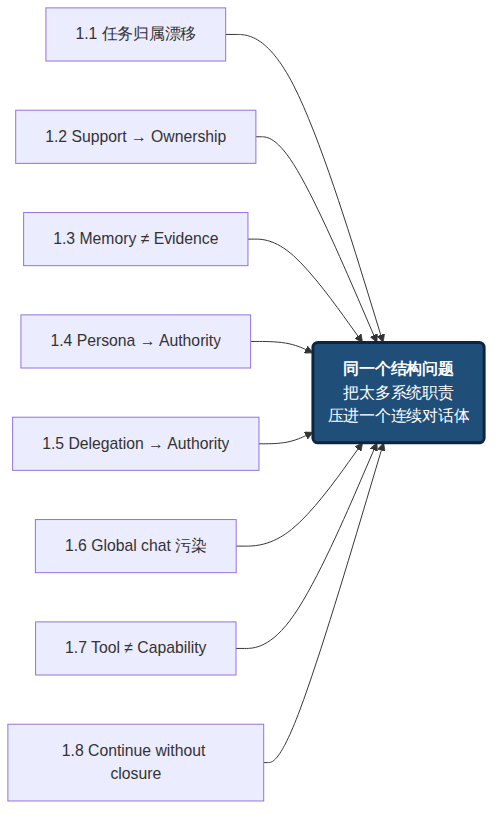 1.1 任务归属漂移
1.2 Support → Ownership
1.3 Memory ≠ Evidence
1.4 Persona → Authority
同一个结构问题
把太多系统职责
压进一个连续对话体
1.5 Delegation → Authority
1.6 Global chat 污染
1.7 Tool ≠ Capability
1.8 Continue without
closure